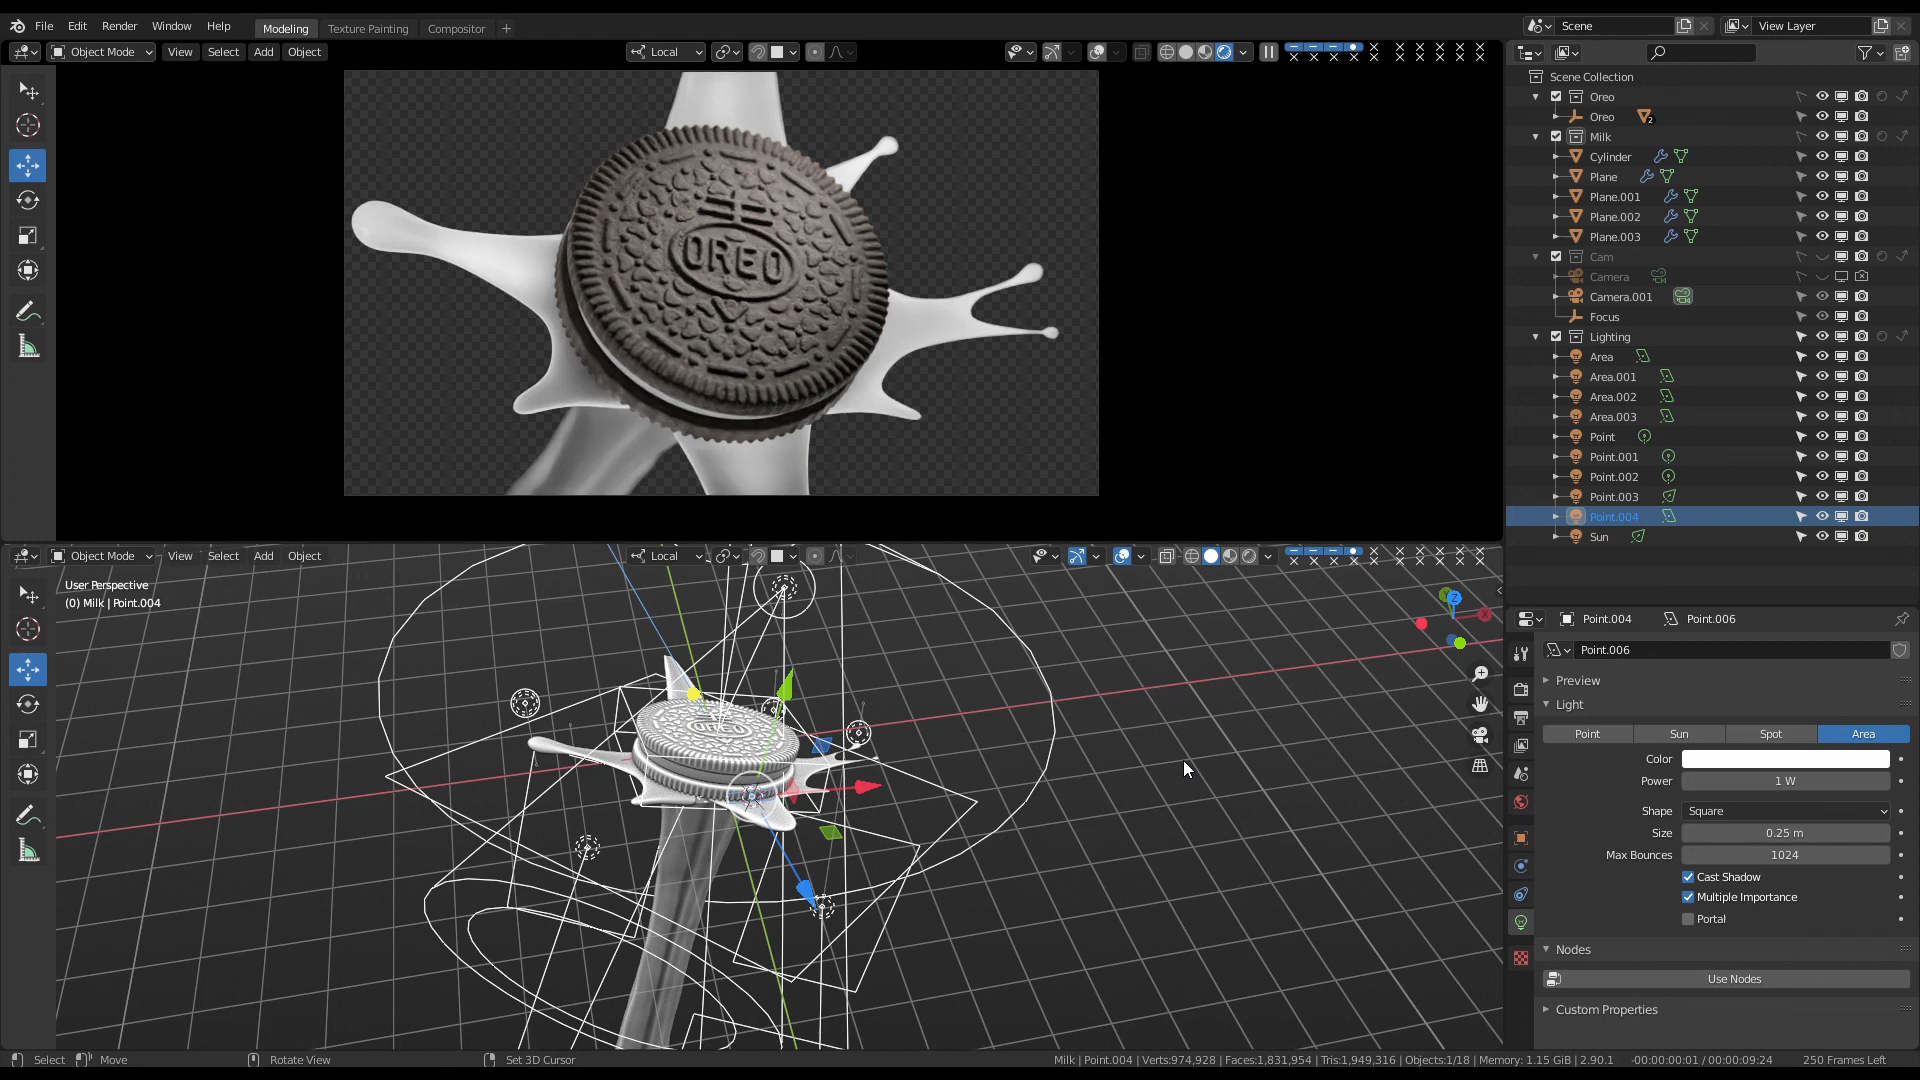 File Edit Render Window Help Modeling Texture Painting Compositor + Scene View Layer
Object Mode View Select Add Object Local
Scene Collection
Oreo
Oreo 2
Milk
Cylinder
Plane
Plane.001
Plane.002
Plane.003
Cam
Camera
Camera.001
Focus
Lighting
Area
Area.001
Area.002
Area.003
Point
Point.001
Point.002
Point.003
Point.004
Sun
OREO
Object Mode View Select Add Object Local
User Perspective
(0) Milk | Point.004
Z
Point.004 Point.006
Point.006
Preview
Light
Point Sun Spot Area
Color
Power 1 W
Shape Square
Size 0.25 m
Max Bounces 1024
Cast Shadow
Multiple Importance
Portal
Nodes
Use Nodes
Custom Properties
Select Move Rotate View Set 3D Cursor Milk | Point.004 | Verts:974,928 | Faces:1,831,954 | Tris:1,949,316 | Objects:1/18 | Memory: 1.15 GiB | 2.90.1 -00:00:00:01 / 00:00:09:24 250 Frames Left